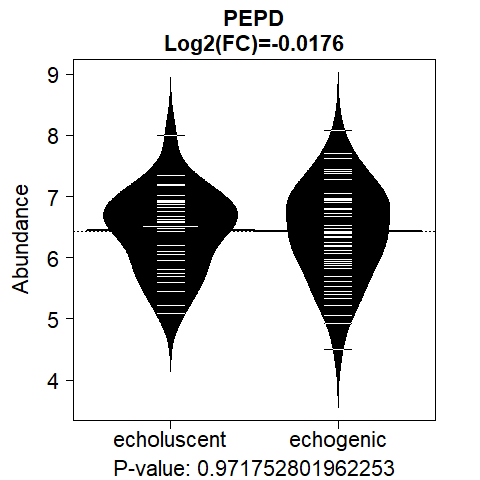 PEPD
Log2(FC)=-0.0176
Abundance
9
8
7
6
5
4
echoluscent echogenic
P-value: 0.971752801962253